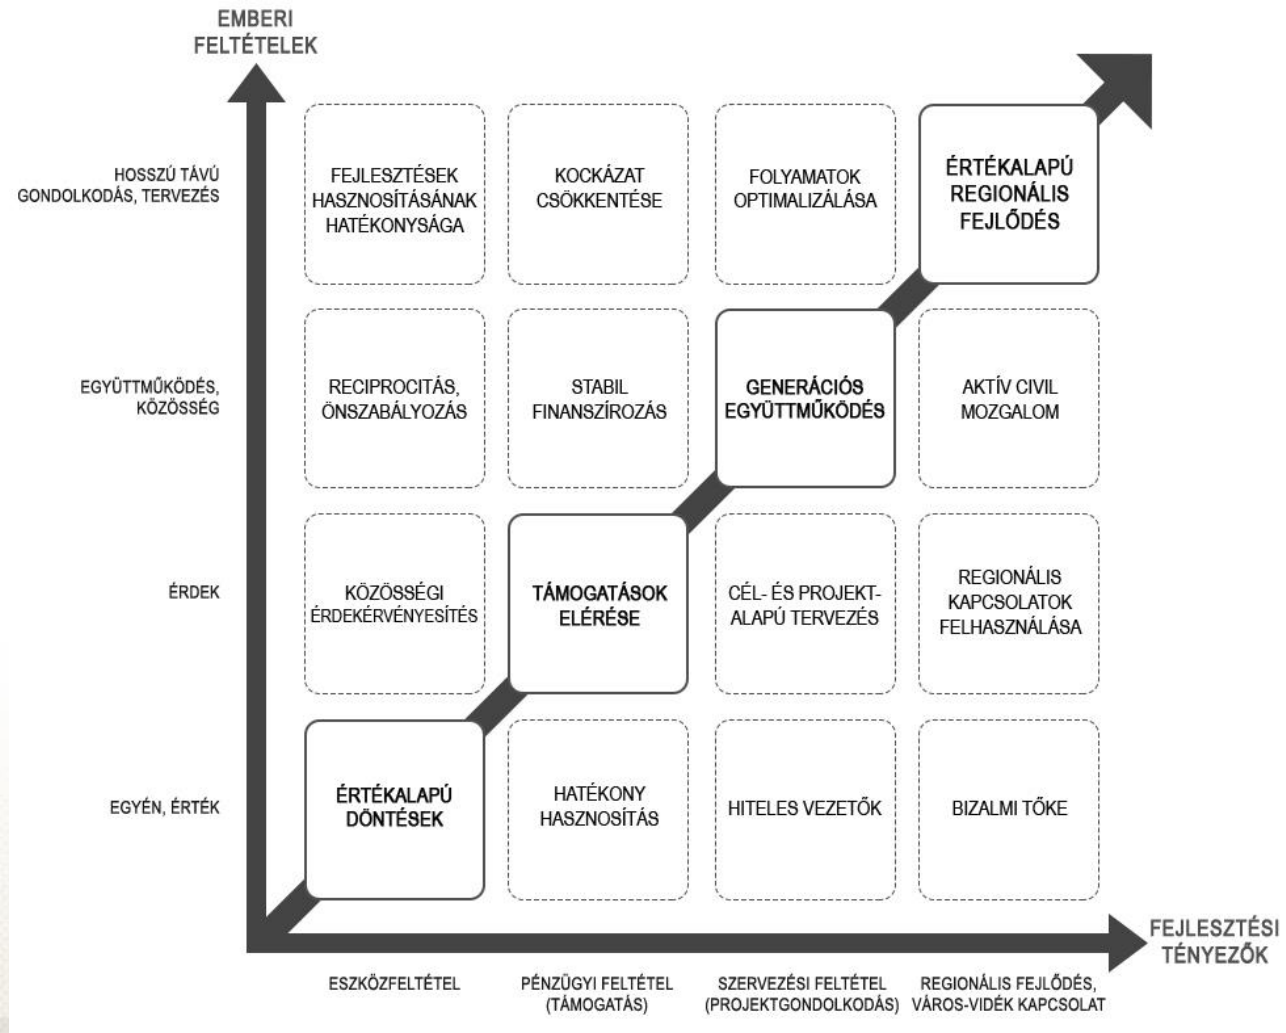 EMBERI
FELTÉTELEK
HOSSZÚ TÁVÚ
GONDOLKODÁS, TERVEZÉS
FEJLESZTÉSEK
HASZNOSÍTÁSÁNAK
HATÉKONYSÁGA
KOCKÁZAT
CSÖKKENTÉSE
FOLYAMATOK
OPTIMALIZÁLÁSA
ÉRTÉKALAPÚ
REGIONÁLIS
FEJLŐDÉS
EGYÜTTMŰKÖDÉS,
KÖZÖSSÉG
RECIPROCITÁS,
ÖNSZABÁLYOZÁS
STABIL
FINANSZÍROZÁS
GENERÁCIÓS
EGYÜTTMŰKÖDÉS
AKTÍV CIVIL
MOZGALOM
ÉRDEK
KÖZÖSSÉGI
ÉRDEKÉRVÉNYESÍTÉS
TÁMOGATÁSOK
ELÉRÉSE
CÉL- ÉS PROJEKT-
ALAPÚ TERVEZÉS
REGIONÁLIS
KAPCSOLATOK
FELHASZNÁLÁSA
EGYÉN, ÉRTÉK
ÉRTÉKALAPÚ
DÖNTÉSEK
HATÉKONY
HASZNOSÍTÁS
HITELES VEZETŐK
BIZALMI TŐKE
FEJLESZTÉSI
TÉNYEZŐK
ESZKÖZFELTÉTEL
PÉNZÜGYI FELTÉTEL
(TÁMOGATÁS)
SZERVEZÉSI FELTÉTEL
(PROJEKTGONDOLKODÁS)
REGIONÁLIS FEJLŐDÉS,
VÁROS-VIDÉK KAPCSOLAT